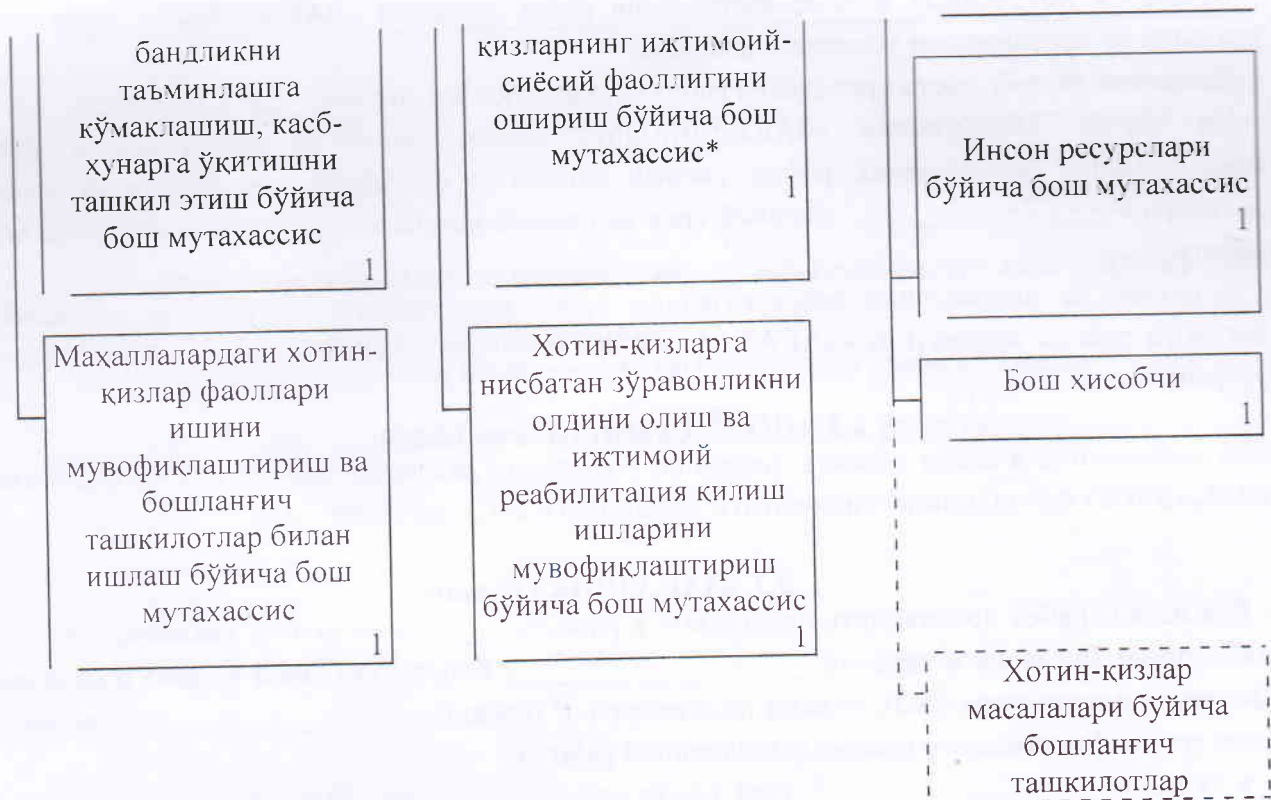 бандликни
таъминлашга
кўмаклашиш, касб-
ҳунарга ўқитишни
ташкил этиш бўйича
бош мутахассис
1
Маҳаллалардаги хотин-
қизлар фаоллари
ишини
мувофиқлаштириш ва
бошланғич
ташкилотлар билан
ишлаш бўйича бош
мутахассис
1
қизларнинг ижтимоий-
сиёсий фаоллигини
ошириш бўйича бош
мутахассис*
1
Хотин-қизларга
нисбатан зўравонликни
олдини олиш ва
ижтимоий
реабилитация қилиш
ишларини
мувофиқлаштириш
бўйича бош мутахассис
1
Инсон ресурслари
бўйича бош мутахассис
1
Бош ҳисобчи
1
Хотин-қизлар
масалалари бўйича
бошланғич
ташкилотлар